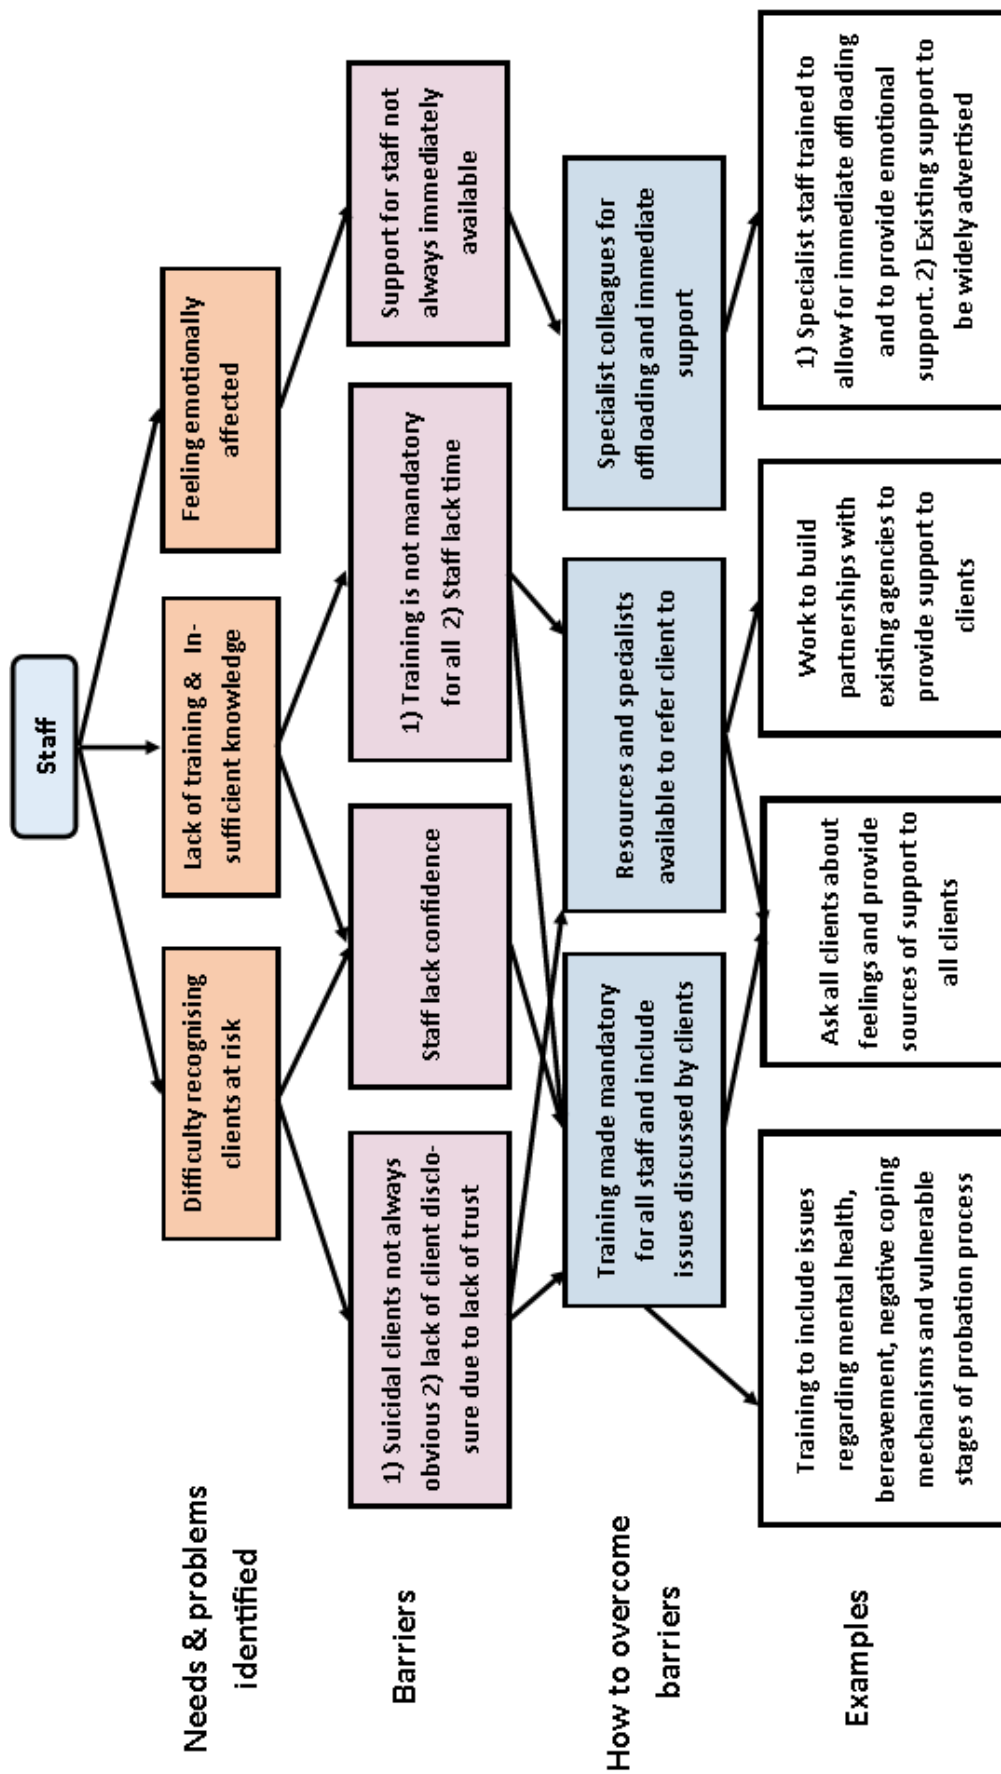 Staff
Needs & problems
identified
Difficulty recognising
clients at risk
Lack of training & In-
sufficient knowledge
Feeling emotionally
affected
Barriers
1) Suicidal clients not always
obvious 2) lack of client disclo-
sure due to lack of trust
Staff lack confidence
1) Training is not mandatory
for all 2) Staff lack time
Support for staff not
always immediately
available
How to overcome
barriers
Training made mandatory
for all staff and include
issues discussed by clients
Resources and specialists
available to refer client to
Specialist colleagues for
offloading and immediate
support
Examples
Training to include issues
regarding mental health,
bereavement, negative coping
mechanisms and vulnerable
stages of probation process
Ask all clients about
feelings and provide
sources of support to
all clients
Work to build
partnerships with
existing agencies to
provide support to
clients
1) Specialist staff trained to
allow for immediate offloading
and to provide emotional
support. 2) Existing support to
be widely advertised